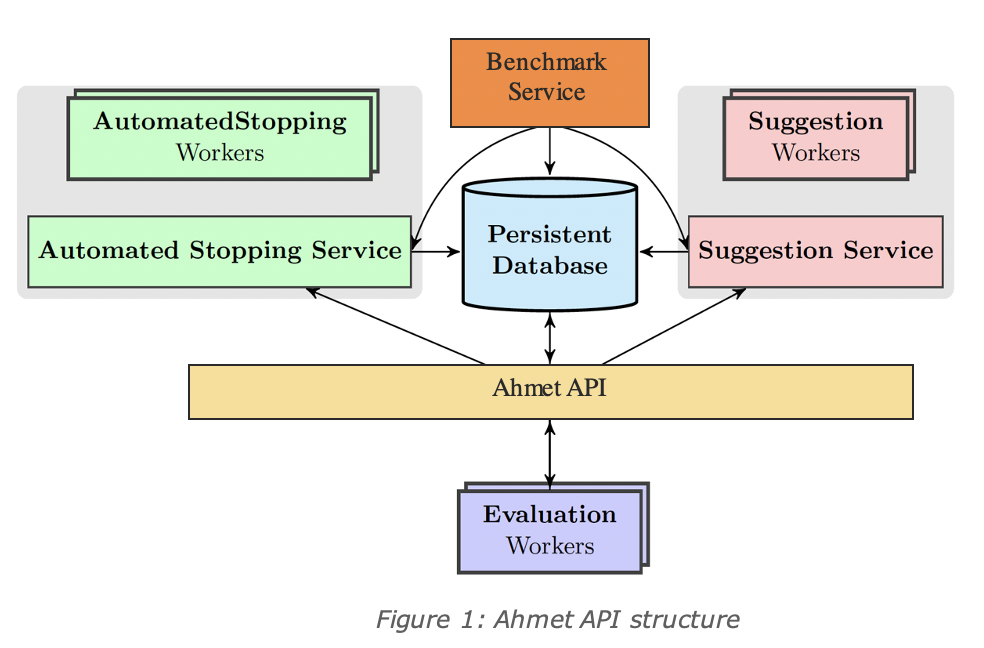 Benchmark
Service
AutomatedStopping
Workers
Suggestion
Workers
Automated Stopping Service
Persistent
Database
Suggestion Service
Ahmet API
Evaluation
Workers
Figure 1: Ahmet API structure